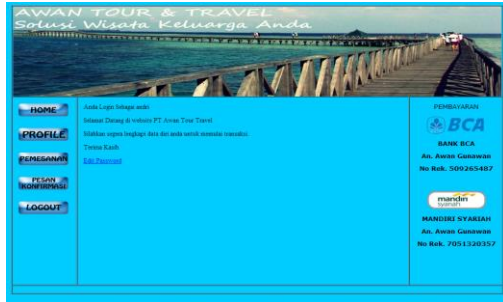 AWAN TOUR & TRAVEL
Solusi Wisata Keluarga Anda
HOME
PROFILE
PEMESANAN
PESAN
KONFIRMASI
LOGOUT
Anda Login Sebagai andri
Selamat Datang di website PT Awan Tour Travel
Silahkan segera lengkapi data diri anda untuk memulai transaksi.
Terima Kasih
Edit Password
PEMBAYARAN
BCA
BANK BCA
An. Awan Gunawan
No Rek. 509265487
mandiri
syariah
MANDIRI SYARIAH
An. Awan Gunawan
No Rek. 7051320357